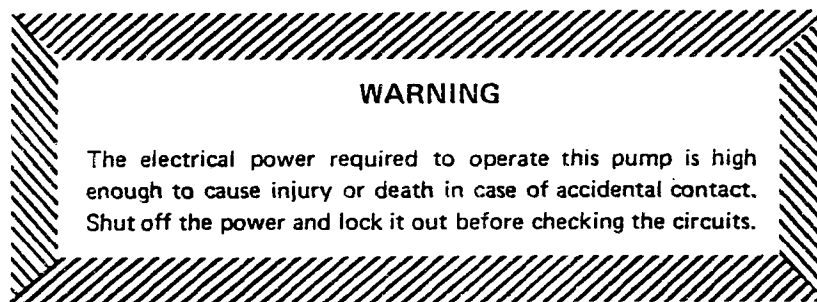 WARNING
The electrical power required to operate this pump is high
enough to cause injury or death in case of accidental contact.
Shut off the power and lock it out before checking the circuits.